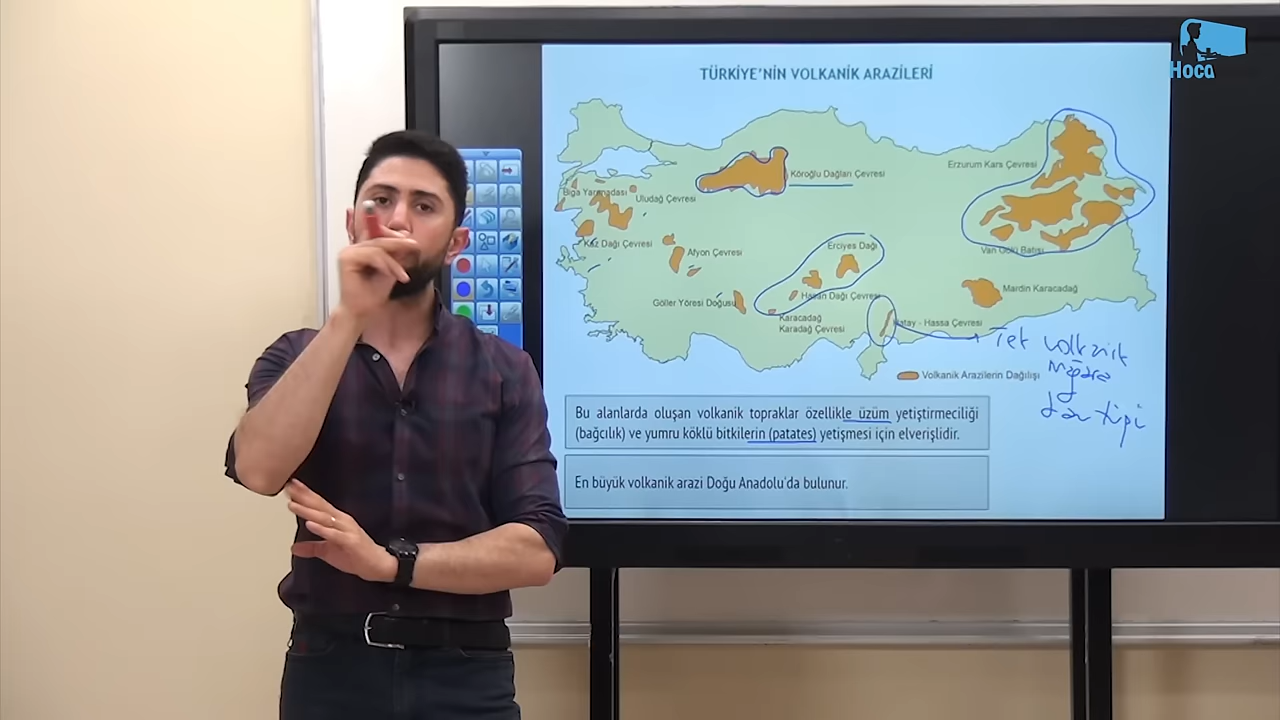 Hoca
TÜRKİYE'NİN VOLKANİK ARAZİLERİ
Erzurum Kars Çevresi
Köroğlu Dağları Çevresi
Biga Yarımadası
Uludağ Çevresi
Kaz Dağı Çevresi
Afyon Çevresi
Erciyes Dağı
Van Gölü Batısı
Göller Yöresi Doğusu
Hasan Dağı Çevresi
Mardin Karacadağ
Karacadağ
Karadağ Çevresi
Hatay - Hassa Çevresi
Tek volkanik
Mağara
Volkanik Arazilerin Dağılışı
Bu alanlarda oluşan volkanik topraklar özellikle üzüm yetiştirmeciliği
(bağcılık) ve yumru köklü bitkilerin (patates) yetişmesi için elverişlidir.
En büyük volkanik arazi Doğu Anadolu'da bulunur.